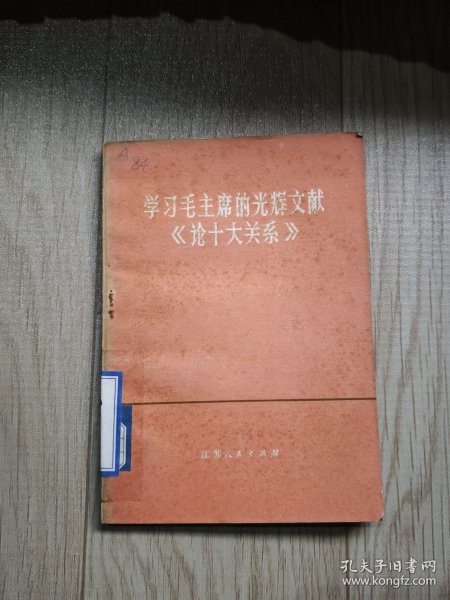 A
84
学习毛主席的光辉文献
《论十大关系》
江苏人民出版社
孔夫子旧书网
www.kongfz.com